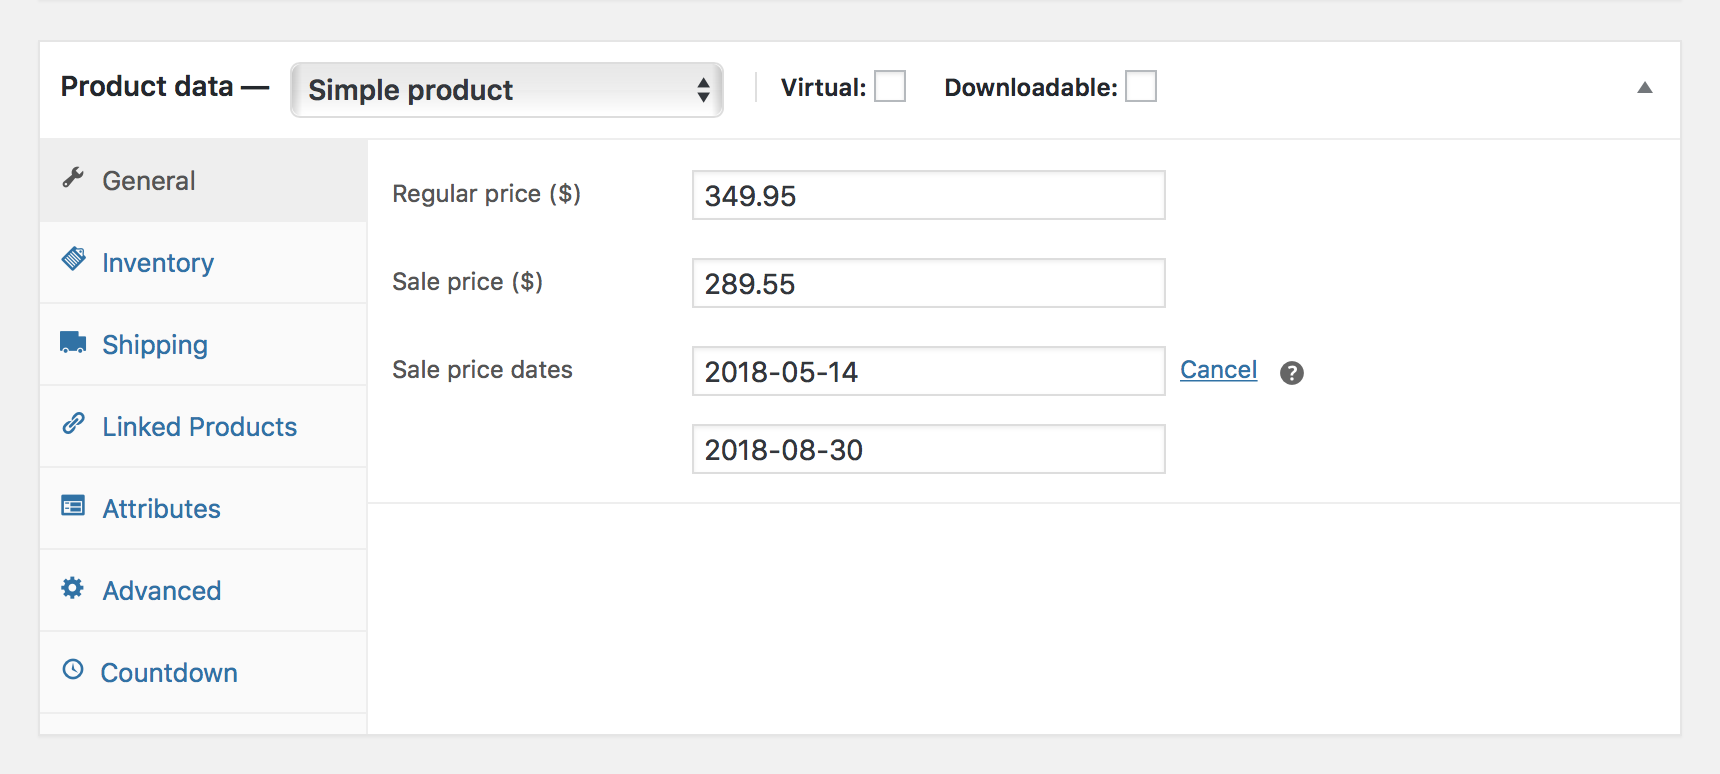 Product data — Simple product Virtual: Downloadable:
General
Inventory
Shipping
Linked Products
Attributes
Advanced
Countdown
Regular price ($) 349.95
Sale price ($) 289.55
Sale price dates 2018-05-14 Cancel ?
2018-08-30